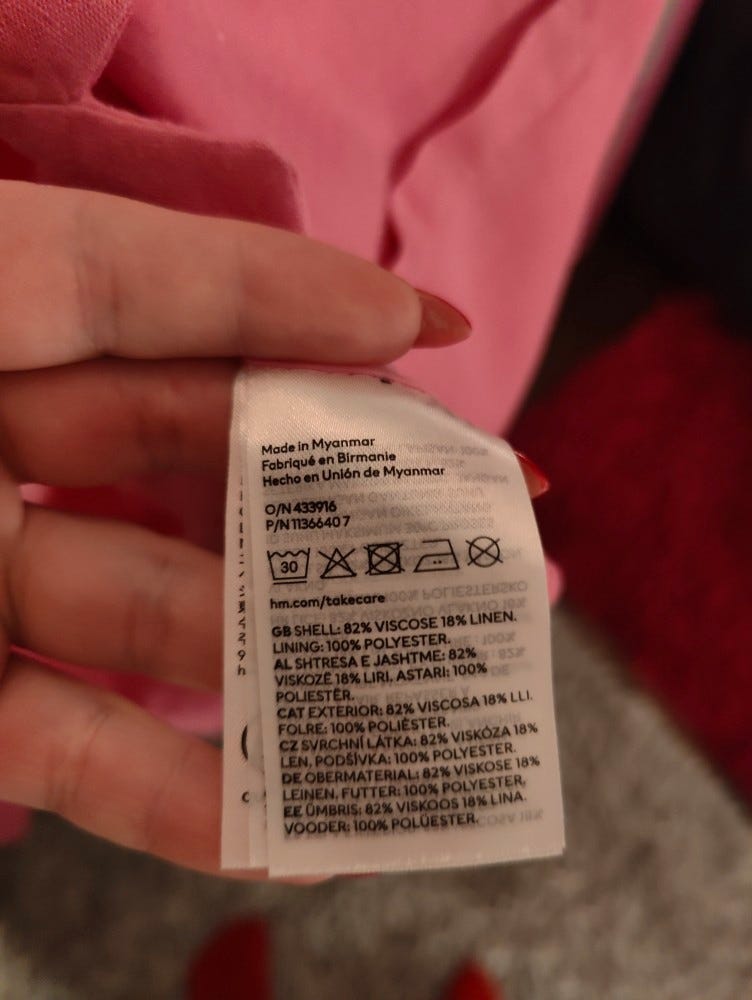 Made in Myanmar
Fabriqué en Birmanie
Hecho en Unión de Myanmar
O/N 433916
P/N 1136640 7
30
hm.com/takecare
GB SHELL: 82% VISCOSE 18% LINEN.
LINING: 100% POLYESTER.
AL SHTRESA E JASHTME: 82%
VISKOZË 18% LIRI. ASTARI: 100%
POLIESTËR.
CAT EXTERIOR: 82% VISCOSA 18% LLI.
FOLRE: 100% POLIÈSTER.
CZ SVRCHNÍ LÁTKA: 82% VISKÓZA 18%
LEN, PODŠÍVKA: 100% POLYESTER.
DE OBERMATERIAL: 82% VISKOSE 18%
LEINEN, FUTTER: 100% POLYESTER,
EE ÜMBRIS: 82% VISKOOS 18% LINA.
VOODER: 100% POLÜESTER.